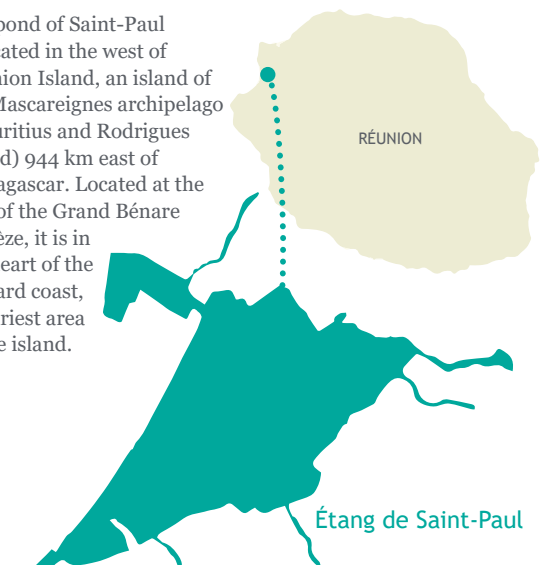 pond of Saint-Paul
cated in the west of
nion Island, an island of
Mascareignes archipelago
uritius and Rodrigues
d) 944 km east of
agascar. Located at the
of the Grand Bénare
èze, it is in
eart of the
ard coast,
riest area
e island.
RÉUNION
Étang de Saint-Paul